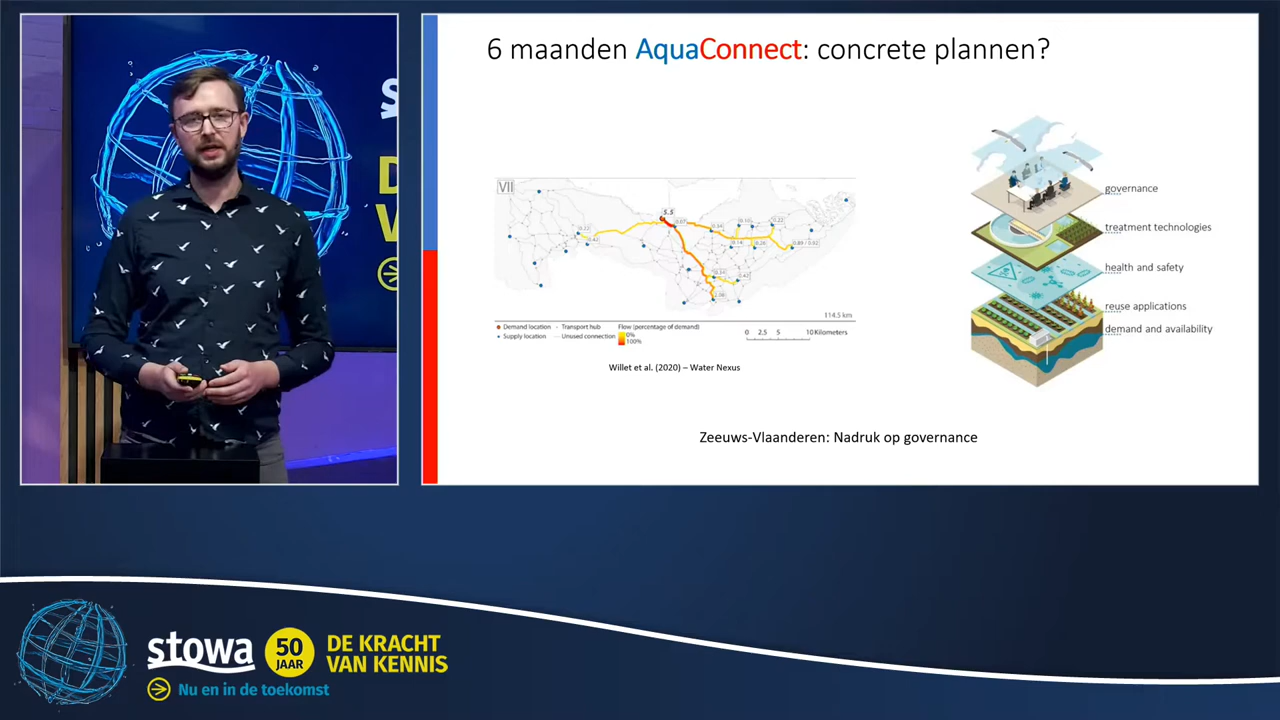 6 maanden AquaConnect: concrete plannen?
VII
5.5
114.5 km
Demand location
Transport hub
Flow (percentage of demand)
Supply location
Unused connection
0%
100%
0 2.5 5 10 Kilometers
Willet et al. (2020) – Water Nexus
governance
treatment technologies
health and safety
reuse applications
demand and availability
Zeeuws-Vlaanderen: Nadruk op governance
stowa
50
JAAR
DE KRACHT
VAN KENNIS
Nu en in de toekomst